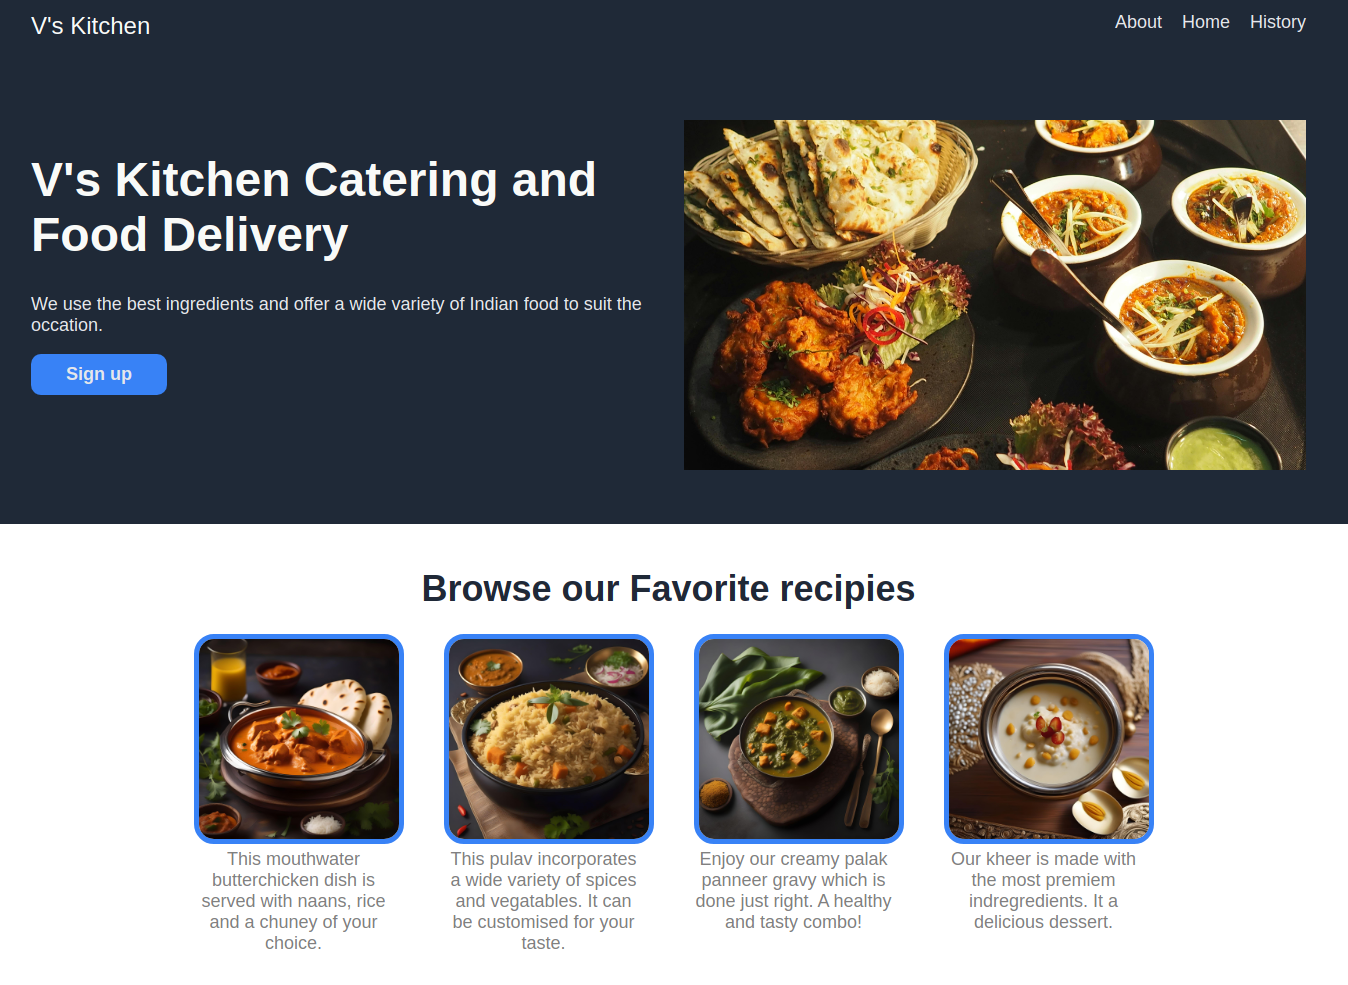 V's Kitchen
About Home History
V's Kitchen Catering and
Food Delivery
We use the best ingredients and offer a wide variety of Indian food to suit the
occation.
Sign up
Browse our Favorite recipies
This mouthwater
butterchicken dish is
served with naans, rice
and a chuney of your
choice.
This pulav incorporates
a wide variety of spices
and vegatables. It can
be customised for your
taste.
Enjoy our creamy palak
panneer gravy which is
done just right. A healthy
and tasty combo!
Our kheer is made with
the most premiem
indregredients. It a
delicious dessert.